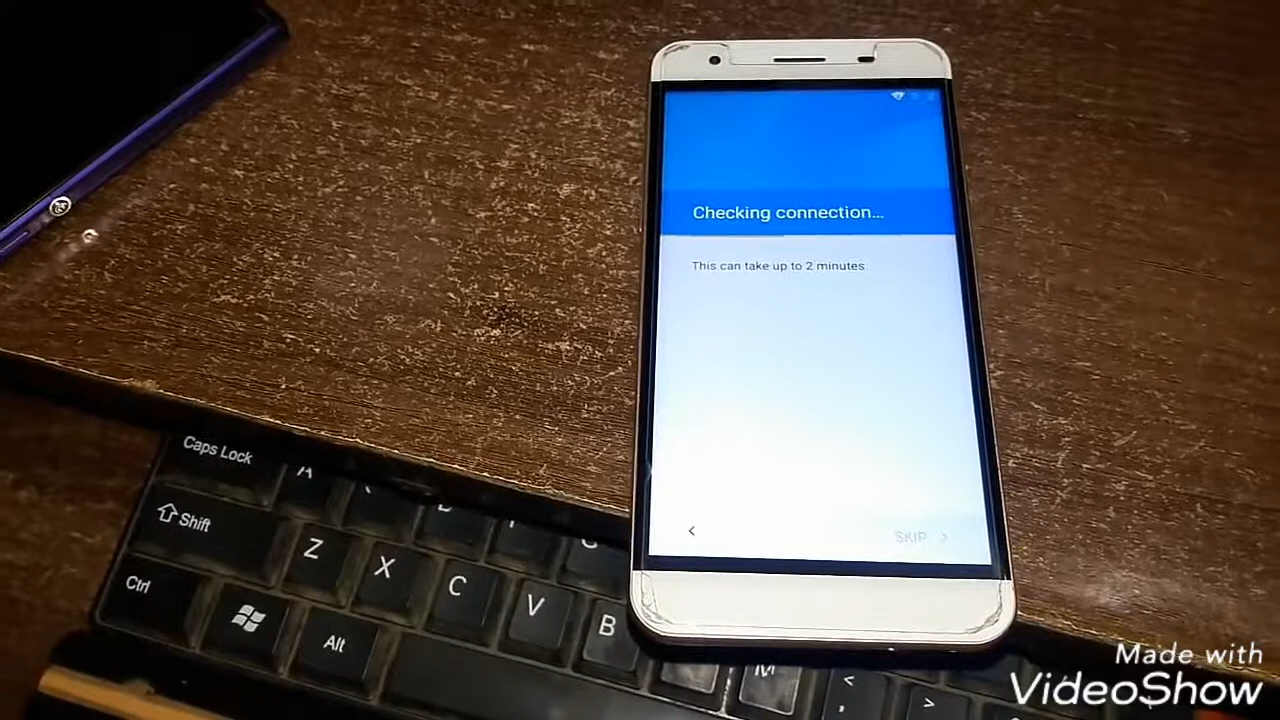 Checking connection...
This can take up to 2 minutes.
SKIP
Caps Lock
A
Shift
Z
X
C
V
B
M
Ctrl
Alt
<
>
Made with
VideoShow